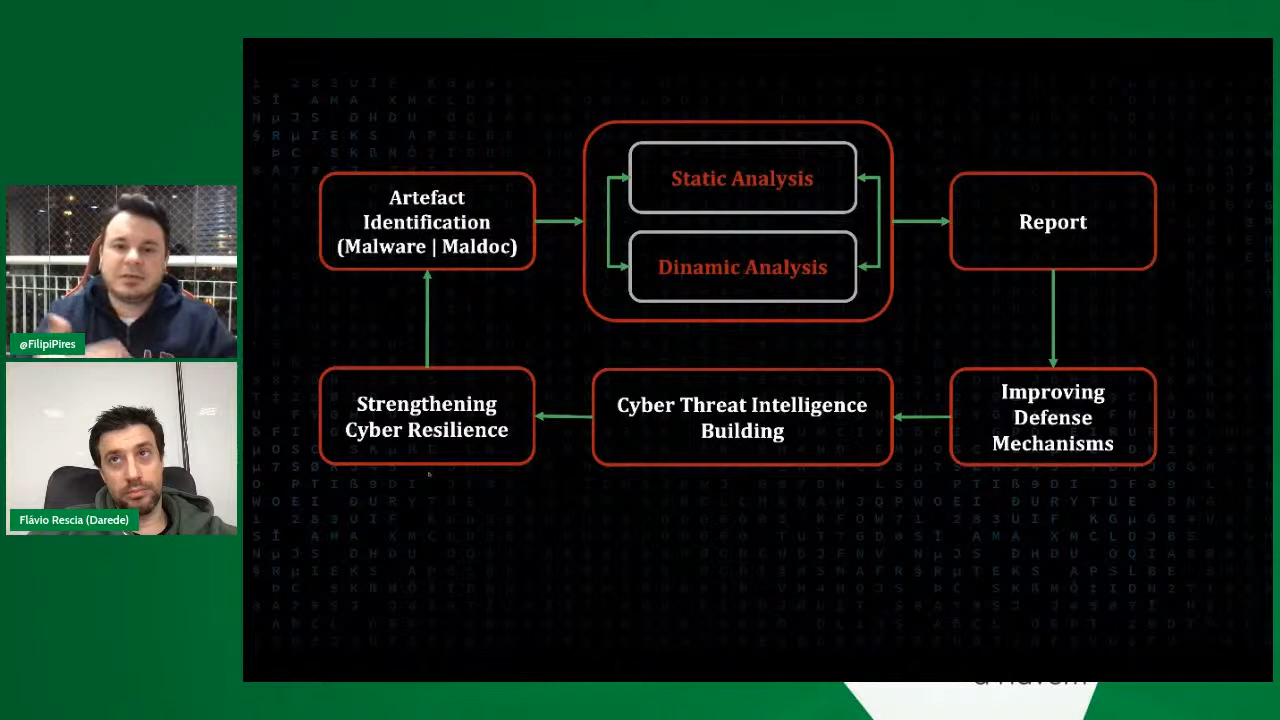 Artefact
Identification
(Malware | Maldoc)
Static Analysis
Dinamic Analysis
Report
Strengthening
Cyber Resilience
Cyber Threat Intelligence
Building
Improving
Defense
Mechanisms
@FilipiPires
Flávio Rescia (Darede)